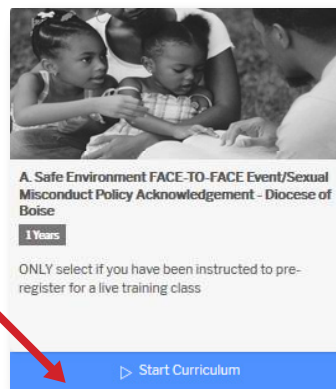 A. Safe Environment FACE-TO-FACE Event/Sexual
Misconduct Policy Acknowledgement - Diocese of
Boise
1 Years
ONLY select if you have been instructed to pre-
register for a live training class
Start Curriculum